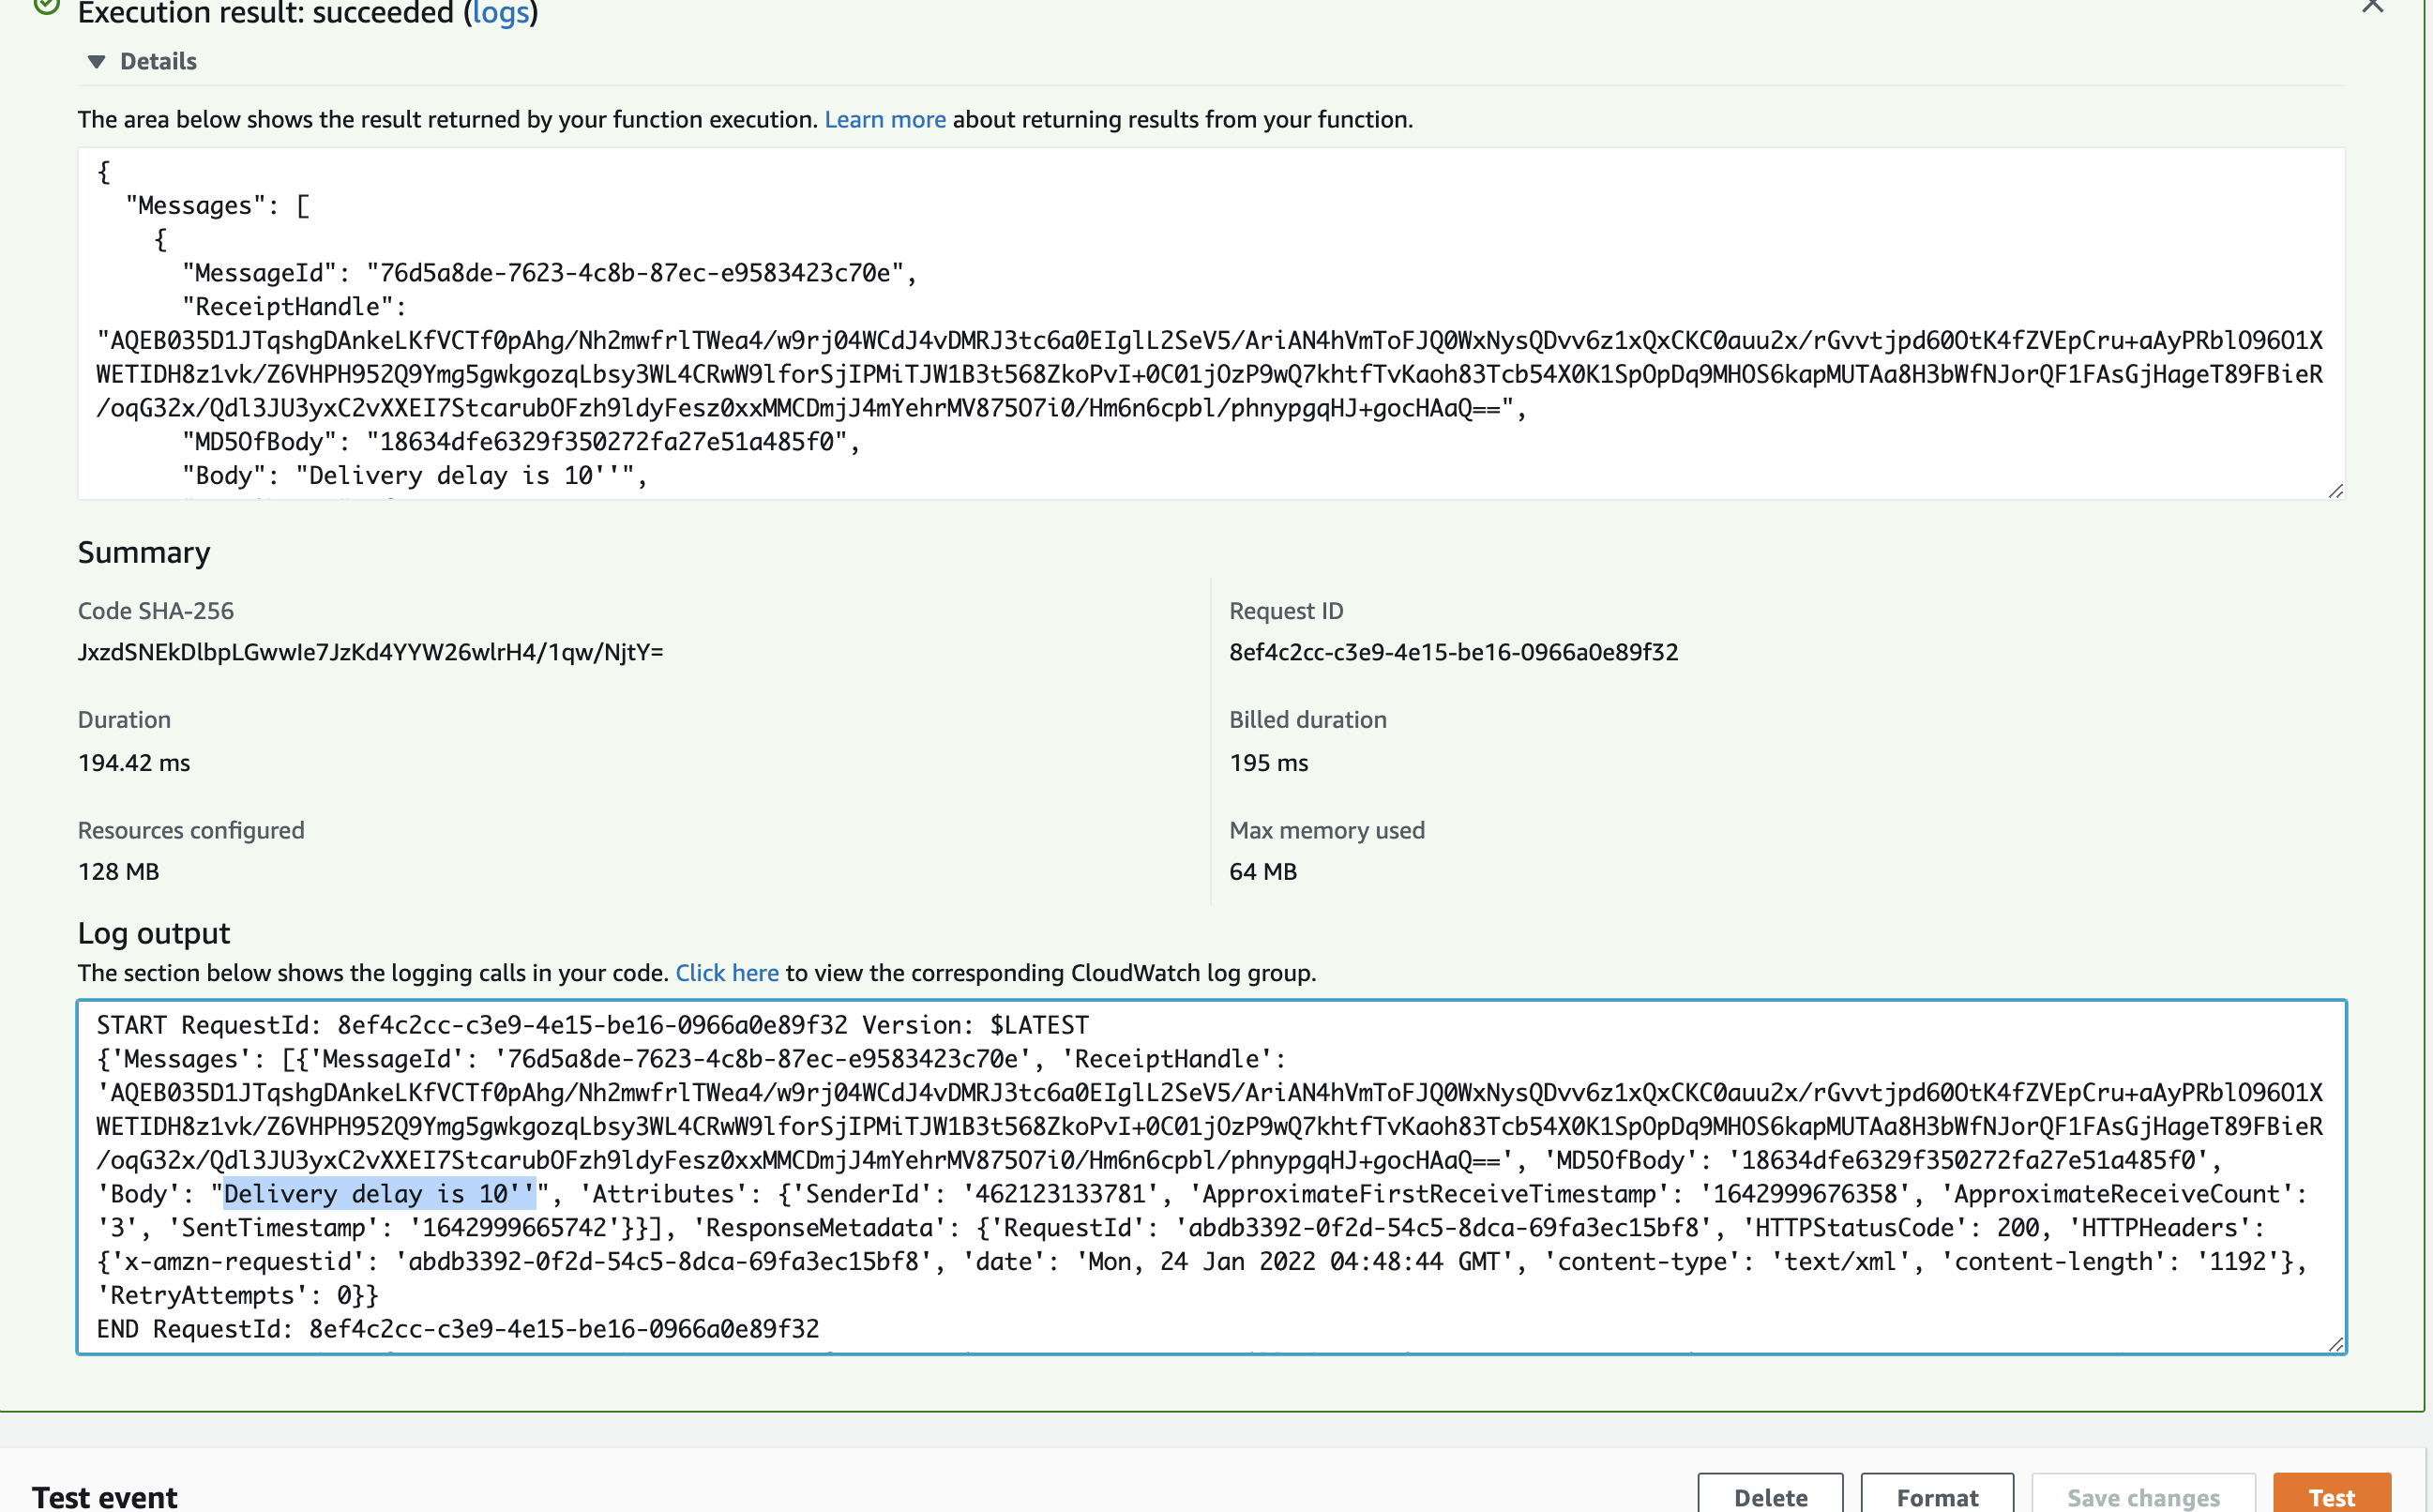 Execution result: succeeded (logs)
Details
The area below shows the result returned by your function execution. Learn more about returning results from your function.
{
"Messages": [
{
"MessageId": "76d5a8de-7623-4c8b-87ec-e9583423c70e",
"ReceiptHandle":
"AQEB035D1JTqshgDAnkeLKfVCTf0pAhg/Nh2mwfrlTWea4/w9rj04WCdJ4vDMRJ3tc6a0EIglL2SeV5/AriAN4hVmToFJQ0WxNysQDvv6z1xQxCKC0auu2x/rGvvtjpd60OtK4fZVEpCru+aAyPRblO96O1X
WETIDH8z1vk/Z6VHPH952Q9Ymg5gwkgozqLbsy3WL4CRwW9lforSjIPMiTJW1B3t568ZkoPvI+0C01jOzP9wQ7khtfTvKaoh83Tcb54X0K1SpOpDq9MHOS6kapMUTAa8H3bWfNJorQF1FAsGjHageT89FBieR
/oqG32x/Qdl3JU3yxC2vXXEI7StcarubOFzh9ldyFesz0xxMMCDmjJ4mYehrMV875O7i0/Hm6n6cpbl/phnypgqHJ+gocHAaQ==",
"MD5OfBody": "18634dfe6329f350272fa27e51a485f0",
"Body": "Delivery delay is 10''",
Summary
Code SHA-256
JxzdSNEkDlbpLGwwIe7JzKd4YYW26wlrH4/1qw/NjtY=
Request ID
8ef4c2cc-c3e9-4e15-be16-0966a0e89f32
Duration
194.42 ms
Billed duration
195 ms
Resources configured
128 MB
Max memory used
64 MB
Log output
The section below shows the logging calls in your code. Click here to view the corresponding CloudWatch log group.
START RequestId: 8ef4c2cc-c3e9-4e15-be16-0966a0e89f32 Version: $LATEST
{'Messages': [{'MessageId': '76d5a8de-7623-4c8b-87ec-e9583423c70e', 'ReceiptHandle':
'AQEB035D1JTqshgDAnkeLKfVCTf0pAhg/Nh2mwfrlTWea4/w9rj04WCdJ4vDMRJ3tc6a0EIglL2SeV5/AriAN4hVmToFJQ0WxNysQDvv6z1xQxCKC0auu2x/rGvvtjpd60OtK4fZVEpCru+aAyPRblO96O1X
WETIDH8z1vk/Z6VHPH952Q9Ymg5gwkgozqLbsy3WL4CRwW9lforSjIPMiTJW1B3t568ZkoPvI+0C01jOzP9wQ7khtfTvKaoh83Tcb54X0K1SpOpDq9MHOS6kapMUTAa8H3bWfNJorQF1FAsGjHageT89FBieR
/oqG32x/Qdl3JU3yxC2vXXEI7StcarubOFzh9ldyFesz0xxMMCDmjJ4mYehrMV875O7i0/Hm6n6cpbl/phnypgqHJ+gocHAaQ==', 'MD5OfBody': '18634dfe6329f350272fa27e51a485f0',
'Body': "Delivery delay is 10''", 'Attributes': {'SenderId': '462123133781', 'ApproximateFirstReceiveTimestamp': '1642999676358', 'ApproximateReceiveCount':
'3', 'SentTimestamp': '1642999665742'}}], 'ResponseMetadata': {'RequestId': 'abdb3392-0f2d-54c5-8dca-69fa3ec15bf8', 'HTTPStatusCode': 200, 'HTTPHeaders':
{'x-amzn-requestid': 'abdb3392-0f2d-54c5-8dca-69fa3ec15bf8', 'date': 'Mon, 24 Jan 2022 04:48:44 GMT', 'content-type': 'text/xml', 'content-length': '1192'},
'RetryAttempts': 0}}
END RequestId: 8ef4c2cc-c3e9-4e15-be16-0966a0e89f32
Test event
Delete
Format
Save changes
Test